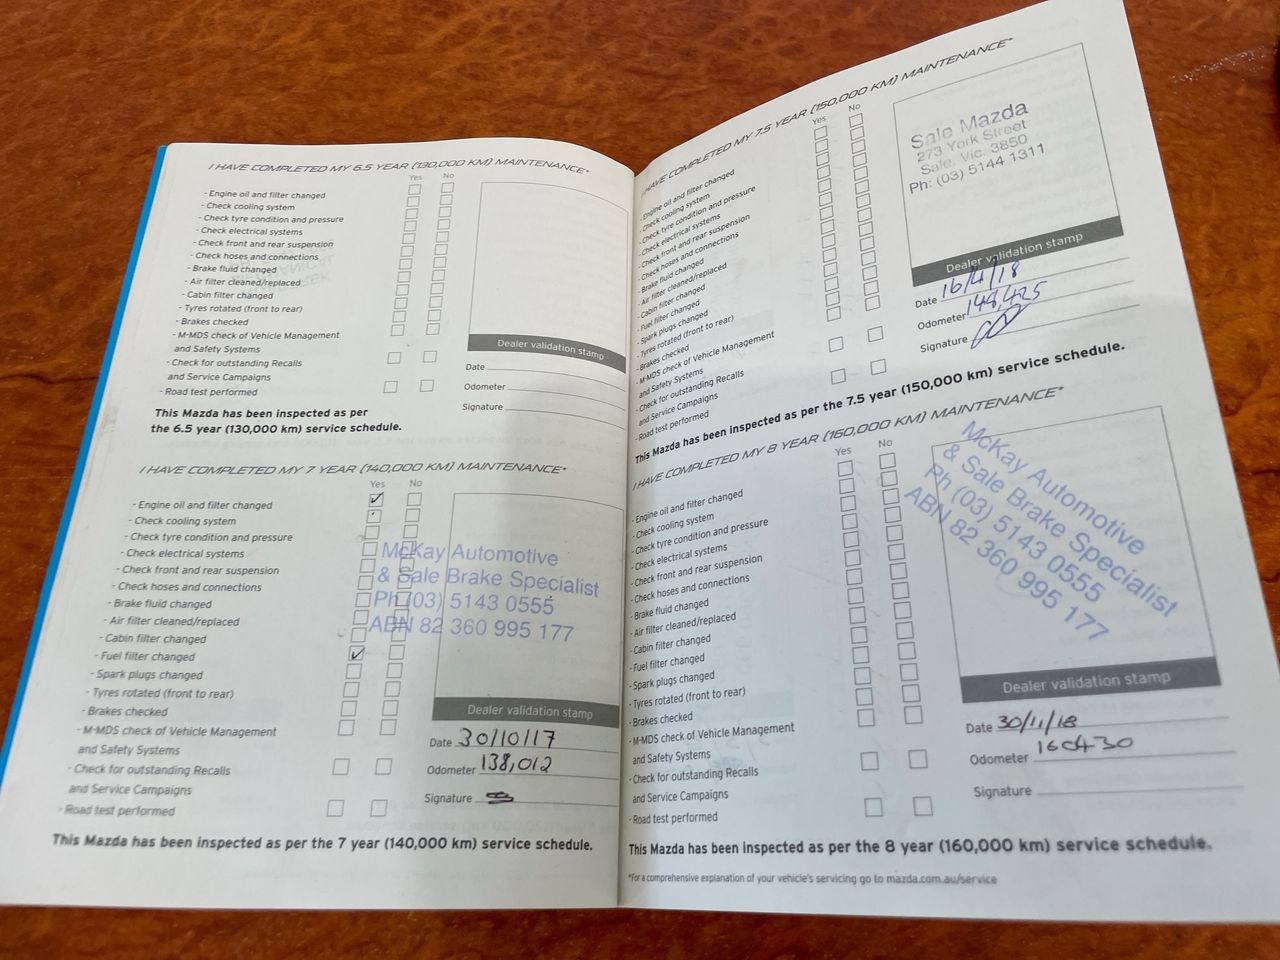 I HAVE COMPLETED MY 6.5 YEAR (130,000 KM) MAINTENANCE*
Yes No
- Engine oil and filter changed
- Check cooling system
- Check tyre condition and pressure
- Check electrical systems
- Check front and rear suspension
- Check hoses and connections
- Brake fluid changed
- Air filter cleaned/replaced
- Cabin filter changed
- Tyres rotated (front to rear)
- Brakes checked
- M-MDS check of Vehicle Management
and Safety Systems
- Check for outstanding Recalls
and Service Campaigns
- Road test performed
Dealer validation stamp
Date
Odometer
Signature
This Mazda has been inspected as per
the 6.5 year (130,000 km) service schedule.
I HAVE COMPLETED MY 7 YEAR (140,000 KM) MAINTENANCE*
Yes No
- Engine oil and filter changed
- Check cooling system
- Check tyre condition and pressure
- Check electrical systems
- Check front and rear suspension
- Check hoses and connections
- Brake fluid changed
- Air filter cleaned/replaced
- Cabin filter changed
- Fuel filter changed
- Spark plugs changed
- Tyres rotated (front to rear)
- Brakes checked
- M-MDS check of Vehicle Management
and Safety Systems
- Check for outstanding Recalls
and Service Campaigns
- Road test performed
McKay Automotive
& Sale Brake Specialist
Ph (03) 5143 0555
ABN 82 360 995 177
Dealer validation stamp
Date 30/10/17
Odometer 138,012
Signature
This Mazda has been inspected as per the 7 year (140,000 km) service schedule.
I HAVE COMPLETED MY 7.5 YEAR (150,000 KM) MAINTENANCE*
Yes No
- Engine oil and filter changed
- Check cooling system
- Check tyre condition and pressure
- Check electrical systems
- Check front and rear suspension
- Check hoses and connections
- Brake fluid changed
- Air filter cleaned/replaced
- Cabin filter changed
- Fuel filter changed
- Spark plugs changed
- Tyres rotated (front to rear)
- Brakes checked
- M-MDS check of Vehicle Management
and Safety Systems
- Check for outstanding Recalls
and Service Campaigns
- Road test performed
Sale Mazda
273 York Street
Sale, Vic. 3850
Ph: (03) 5144 1311
Dealer validation stamp
Date 16/4/18
Odometer 148,425
Signature
This Mazda has been inspected as per the 7.5 year (150,000 km) service schedule.
I HAVE COMPLETED MY 8 YEAR (160,000 KM) MAINTENANCE*
Yes No
- Engine oil and filter changed
- Check cooling system
- Check tyre condition and pressure
- Check electrical systems
- Check front and rear suspension
- Check hoses and connections
- Brake fluid changed
- Air filter cleaned/replaced
- Cabin filter changed
- Fuel filter changed
- Spark plugs changed
- Tyres rotated (front to rear)
- Brakes checked
- M-MDS check of Vehicle Management
and Safety Systems
- Check for outstanding Recalls
and Service Campaigns
- Road test performed
McKay Automotive
& Sale Brake Specialist
Ph (03) 5143 0555
ABN 82 360 995 177
Dealer validation stamp
Date 30/11/18
Odometer 160430
Signature
This Mazda has been inspected as per the 8 year (160,000 km) service schedule.
*For a comprehensive explanation of your vehicle's servicing go to mazda.com.au/service